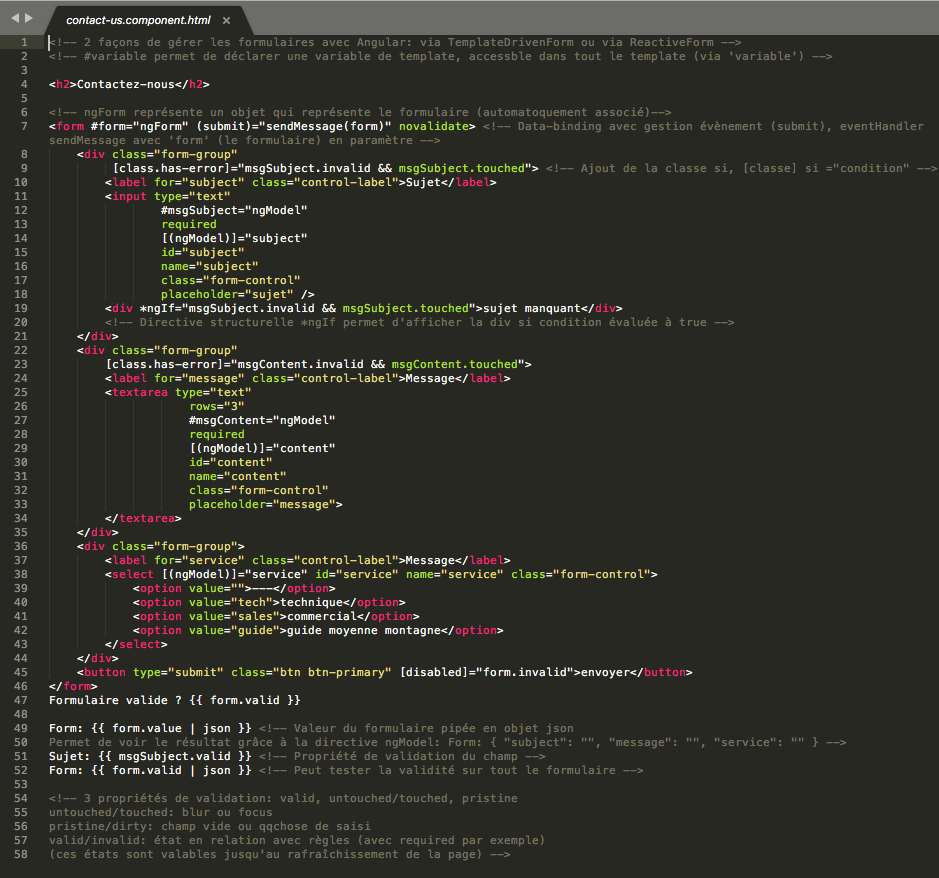 contact-us.component.html ×
1 <!-- 2 façons de gérer les formulaires avec Angular: via TemplateDrivenForm ou via ReactiveForm -->
2 <!-- #variable permet de déclarer une variable de template, accessble dans tout le template (via 'variable') -->
3
4 <h2>Contactez-nous</h2>
5
6 <!-- ngForm représente un objet qui représente le formulaire (automatoquement associé)-->
7 <form #form="ngForm" (submit)="sendMessage(form)" novalidate> <!-- Data-binding avec gestion évènement (submit), eventHandler
sendMessage avec 'form' (le formulaire) en paramètre -->
8     <div class="form-group"
9          [class.has-error]="msgSubject.invalid && msgSubject.touched"> <!-- Ajout de la classe si, [classe] si ="condition" -->
10         <label for="subject" class="control-label">Sujet</label>
11         <input type="text"
12                 #msgSubject="ngModel"
13                 required
14                 [(ngModel)]="subject"
15                 id="subject"
16                 name="subject"
17                 class="form-control"
18                 placeholder="sujet" />
19         <div *ngIf="msgSubject.invalid && msgSubject.touched">sujet manquant</div>
20         <!-- Directive structurelle *ngIf permet d'afficher la div si condition évaluée à true -->
21     </div>
22     <div class="form-group"
23         [class.has-error]="msgContent.invalid && msgContent.touched">
24         <label for="message" class="control-label">Message</label>
25         <textarea type="text"
26                     rows="3"
27                     #msgContent="ngModel"
28                     required
29                     [(ngModel)]="content"
30                     id="content"
31                     name="content"
32                     class="form-control"
33                     placeholder="message">
34         </textarea>
35     </div>
36     <div class="form-group">
37         <label for="service" class="control-label">Message</label>
38         <select [(ngModel)]="service" id="service" name="service" class="form-control">
39             <option value="">---</option>
40             <option value="tech">technique</option>
41             <option value="sales">commercial</option>
42             <option value="guide">guide moyenne montagne</option>
43         </select>
44     </div>
45     <button type="submit" class="btn btn-primary" [disabled]="form.invalid">envoyer</button>
46 </form>
47 Formulaire valide ? {{ form.valid }}
48
49 Form: {{ form.value | json }} <!-- Valeur du formulaire pipée en objet json
50 Permet de voir le résultat grâce à la directive ngModel: Form: { "subject": "", "message": "", "service": "" } -->
51 Sujet: {{ msgSubject.valid }} <!-- Propriété de validation du champ -->
52 Form: {{ form.valid | json }} <!-- Peut tester la validité sur tout le formulaire -->
53
54 <!-- 3 propriétés de validation: valid, untouched/touched, pristine
55 untouched/touched: blur ou focus
56 pristine/dirty: champ vide ou qqchose de saisi
57 valid/invalid: état en relation avec règles (avec required par exemple)
58 (ces états sont valables jusqu'au rafraîchissement de la page) -->